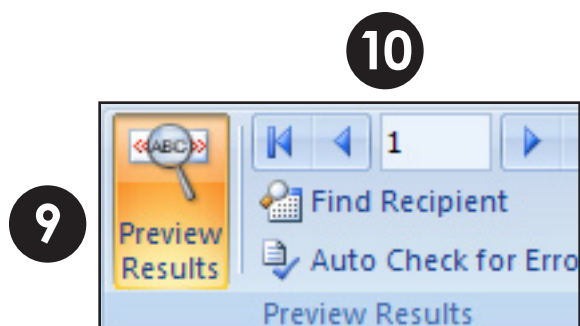 10
«ABC»
1
9
Find Recipient
Preview
Results
Auto Check for Erro
Preview Results